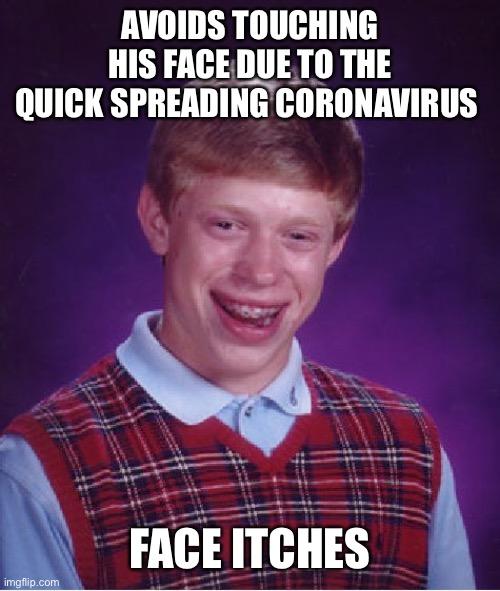 AVOIDS TOUCHING
HIS FACE DUE TO THE
QUICK SPREADING CORONAVIRUS
FACE ITCHES
imgflip.com